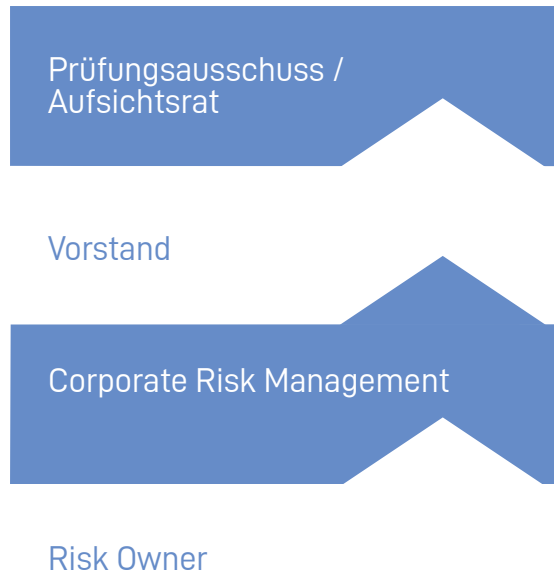 Prüfungsausschuss /
Aufsichtsrat
Vorstand
Corporate Risk Management
Risk Owner